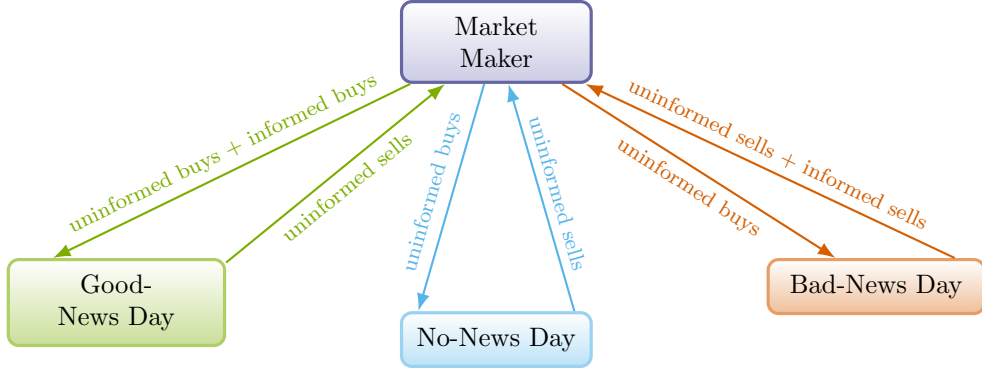 Market
Maker
uninformed buys + informed buys
uninformed sells
uninformed buys
uninformed sells
uninformed buys
uninformed sells + informed sells
Good-
News Day
No-News Day
Bad-News Day